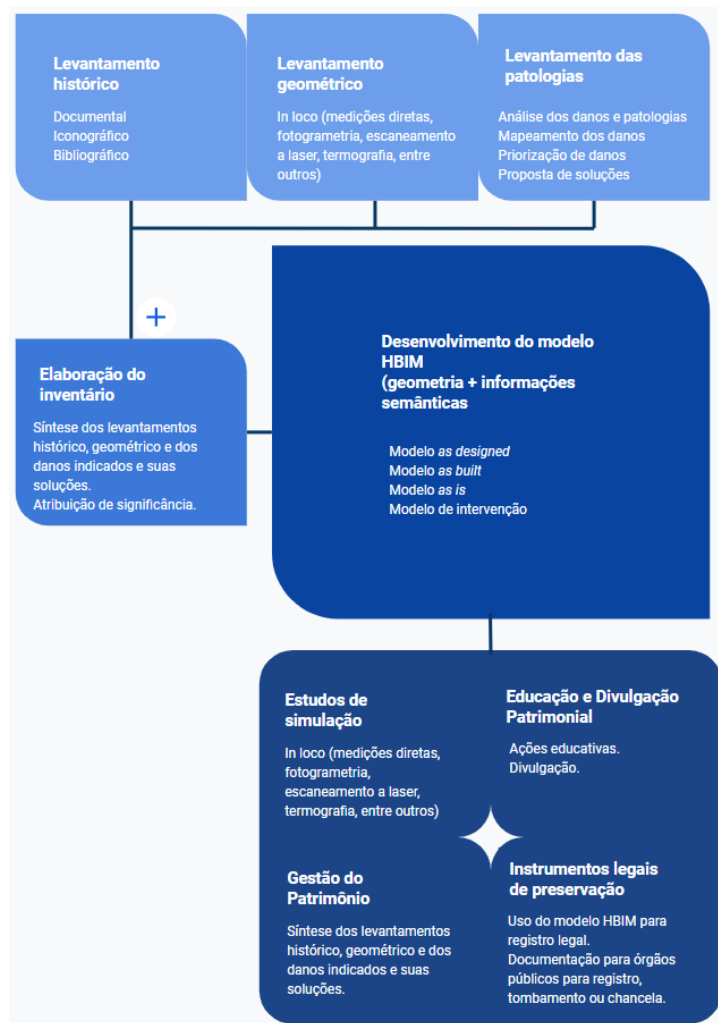 Levantamento
histórico
Documental
Iconográfico
Bibliográfico
Levantamento
geométrico
In loco (medições diretas,
fotogrametria, escaneamento
a laser, termografia, entre
outros)
Levantamento das
patologias
Análise dos danos e patologias
Mapeamento dos danos
Priorização de danos
Proposta de soluções
Elaboração do
inventário
Síntese dos levantamentos
histórico, geométrico e dos
danos indicados e suas
soluções.
Atribuição de significância.
Desenvolvimento do modelo
HBIM
(geometria + informações
semânticas
Modelo as designed
Modelo as built
Modelo as is
Modelo de intervenção
Estudos de
simulação
In loco (medições diretas,
fotogrametria,
escaneamento a laser,
termografia, entre outros)
Educação e Divulgação
Patrimonial
Ações educativas.
Divulgação.
Gestão do
Patrimônio
Síntese dos levantamentos
histórico, geométrico e dos
danos indicados e suas
soluções.
Instrumentos legais
de preservação
Uso do modelo HBIM para
registro legal.
Documentação para órgãos
públicos para registro,
tombamento ou chancela.